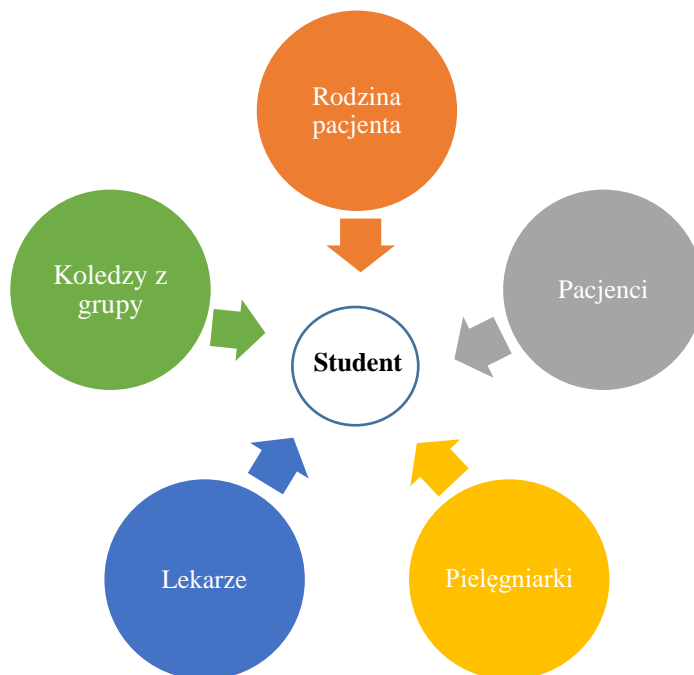 Rodzina
pacjenta
Koledzy z
grupy
Pacjenci
Student
Lekarze
Pielęgniarki